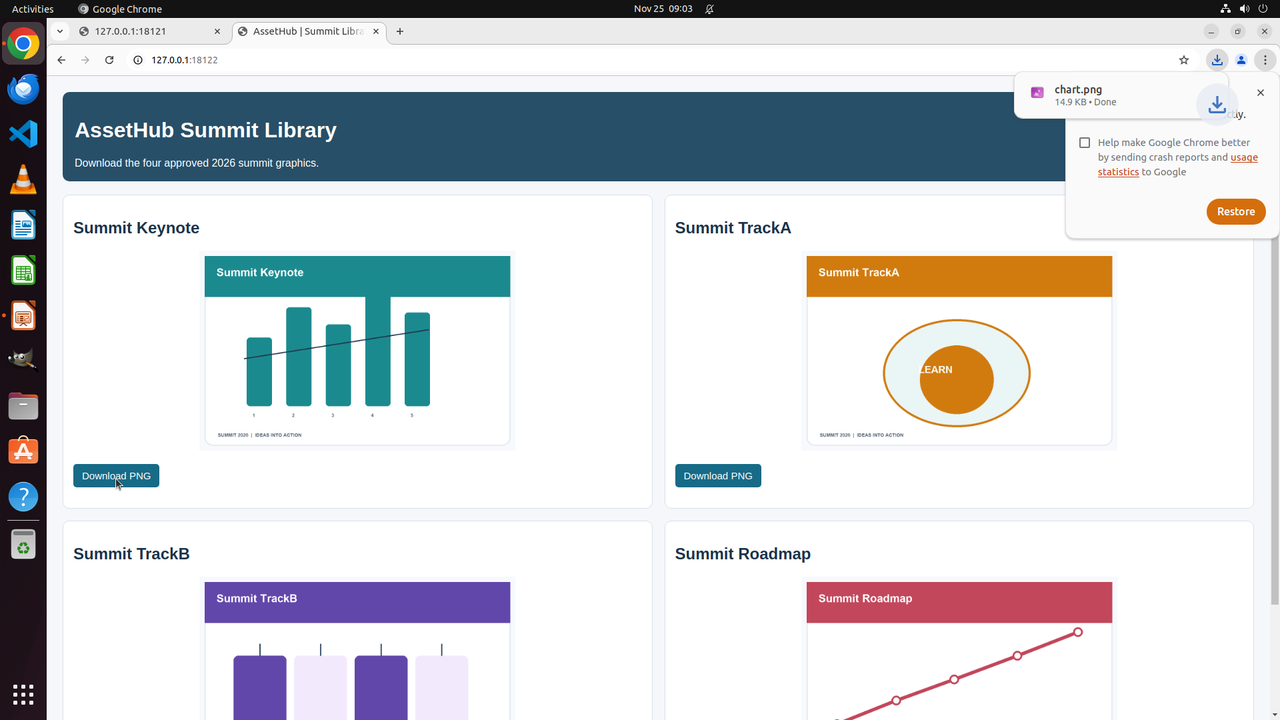 Activities
Google Chrome
Nov 25 09:03
127.0.0.1:18121
AssetHub | Summit Libra
127.0.0.1:18122
chart.png
14.9 KB • Done
ctly.
Help make Google Chrome better
by sending crash reports and usage
statistics to Google
Restore
AssetHub Summit Library
Download the four approved 2026 summit graphics.
Summit Keynote
Summit Keynote
1 2 3 4 5
SUMMIT 2026 | IDEAS INTO ACTION
Download PNG
Summit TrackA
Summit TrackA
LEARN
SUMMIT 2026 | IDEAS INTO ACTION
Download PNG
Summit TrackB
Summit TrackB
Summit Roadmap
Summit Roadmap